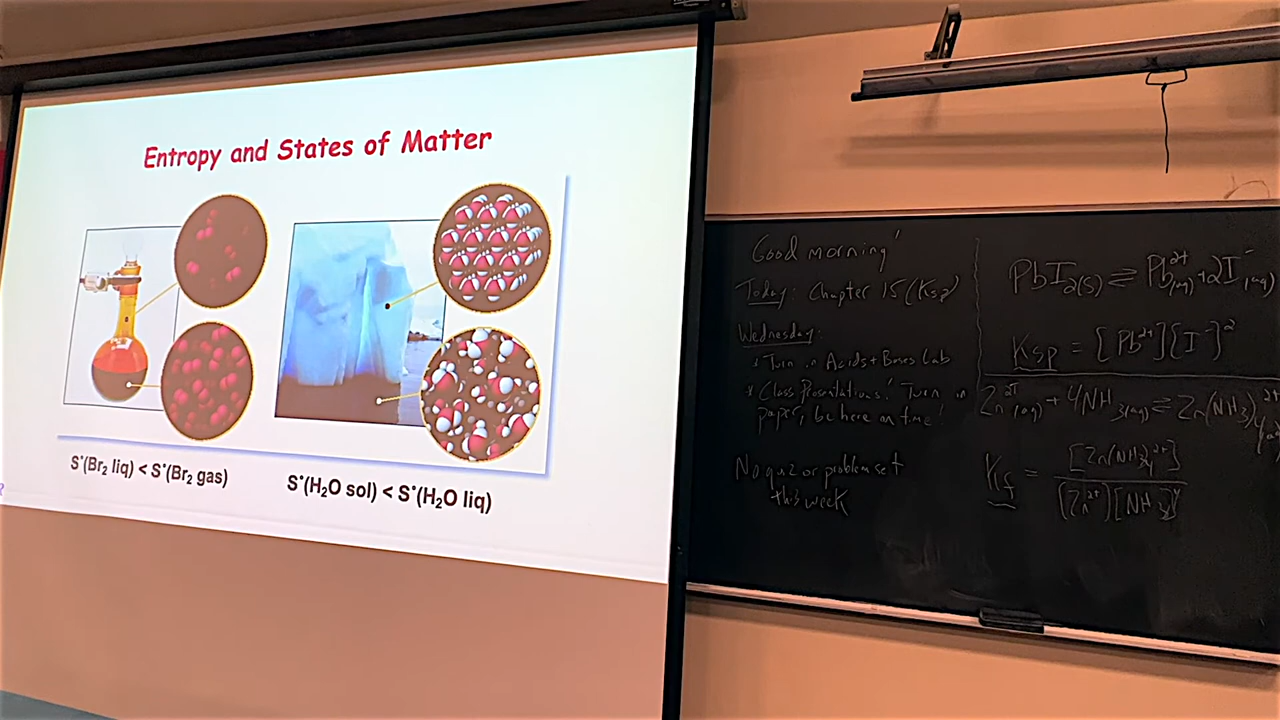 Entropy and States of Matter
S°(Br₂ liq) < S°(Br₂ gas)
S°(H₂O sol) < S°(H₂O liq)
Good morning!
Today: Chapter 15 (Ksp)
Wednesday:
* Turn in Acids + Bases Lab
* Class Presentations! Turn in
paper, be here on time!
No quiz or problem set
this week
PbI₂(s) ⇌ Pb²⁺(aq) + 2I⁻(aq)
Ksp = [Pb²⁺][I⁻]²
Zn²⁺(aq) + 4NH₃(aq) ⇌ Zn(NH₃)₄²⁺(aq)
Kf = [Zn(NH₃)₄²⁺]
[Zn²⁺][NH₃]⁴